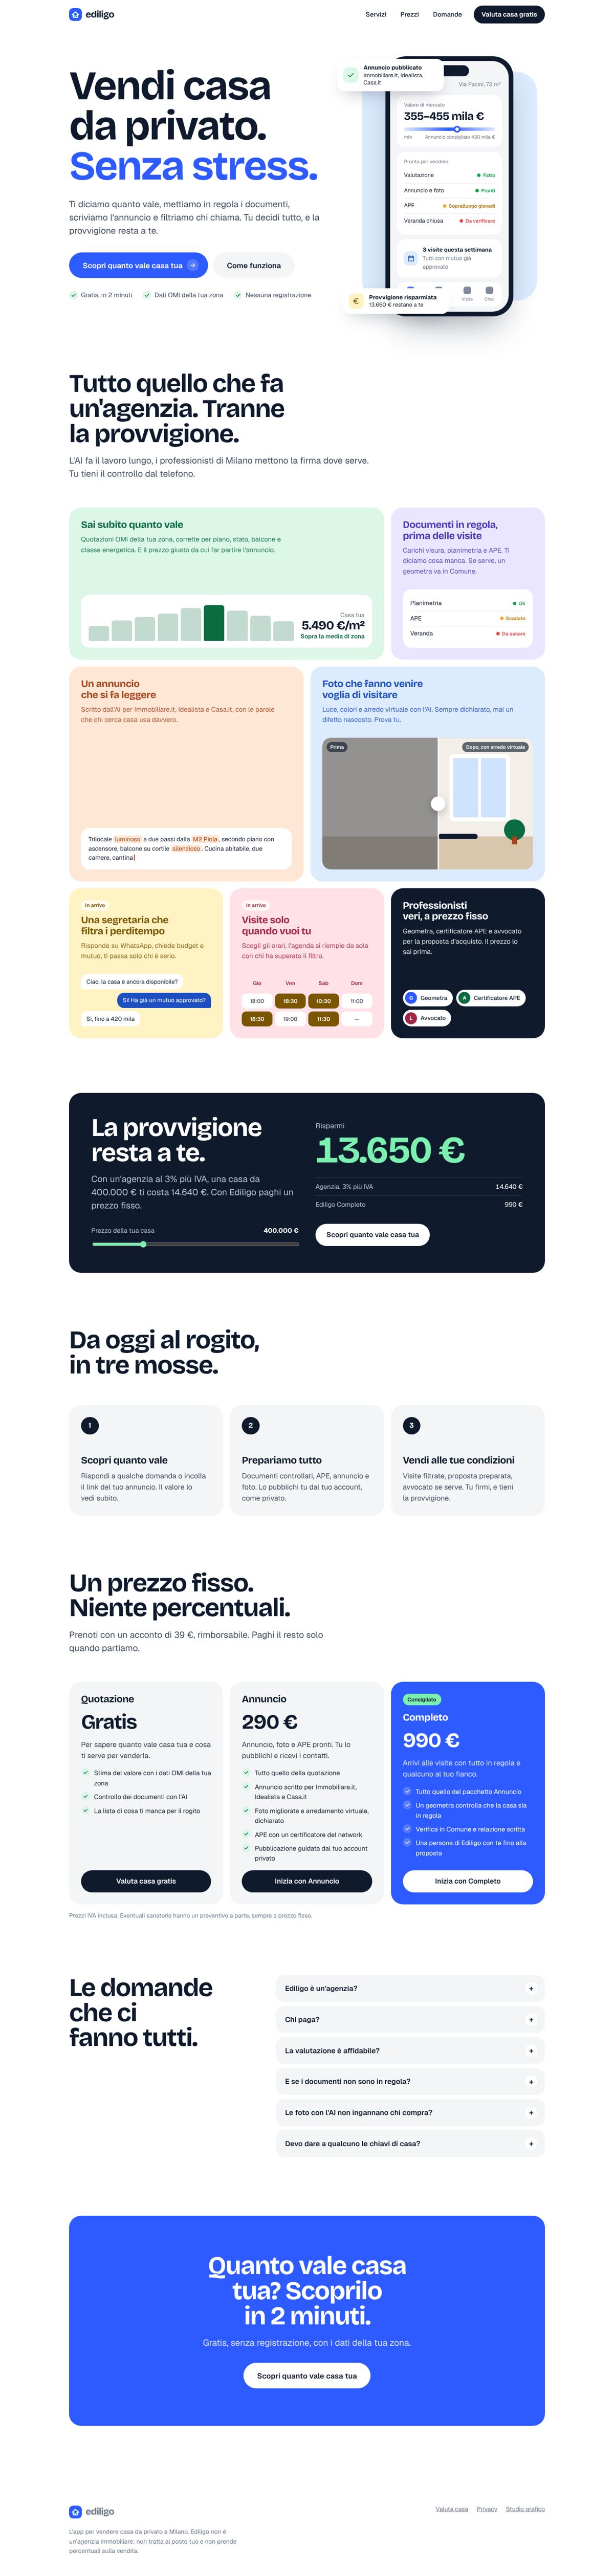 ediligo
Servizi
Prezzi
Domande
Valuta casa gratis
Vendi casa
da privato.
Senza stress.
Ti diciamo quanto vale, mettiamo in regola i documenti,
scriviamo l'annuncio e filtriamo chi chiama. Tu decidi tutto, e la
provvigione resta a te.
Scopri quanto vale casa tua
Come funziona
Gratis, in 2 minuti
Dati OMI della tua zona
Nessuna registrazione
Annuncio pubblicato
Immobiliare.it, Idealista,
Casa.it
Via Pacini, 72 m²
Valore di mercato
355–455 mila €
min
Annuncio consigliato 430 mila €
Pronta per vendere
Valutazione
Fatto
Annuncio e foto
Pronti
APE
Sopralluogo giovedì
Veranda chiusa
Da verificare
3 visite questa settimana
Tutti con mutuo già
approvato
Visite
Chat
€
Provvigione risparmiata
13.650 € restano a te
Tutto quello che fa
un'agenzia. Tranne
la provvigione.
L'AI fa il lavoro lungo, i professionisti di Milano mettono la firma dove serve.
Tu tieni il controllo dal telefono.
Sai subito quanto vale
Quotazioni OMI della tua zona, corrette per piano, stato, balcone e
classe energetica. E il prezzo giusto da cui far partire l'annuncio.
Casa tua
5.490 €/m²
Sopra la media di zona
Documenti in regola,
prima delle visite
Carichi visura, planimetria e APE. Ti
diciamo cosa manca. Se serve, un
geometra va in Comune.
Planimetria
Ok
APE
Scaduto
Veranda
Da sanare
Un annuncio
che si fa leggere
Scritto dall'AI per Immobiliare.it, Idealista e Casa.it, con le parole
che chi cerca casa usa davvero.
Trilocale luminoso a due passi dalla M2 Piola, secondo piano con
ascensore, balcone su cortile silenzioso. Cucina abitabile, due
camere, cantina
Foto che fanno venire
voglia di visitare
Luce, colori e arredo virtuale con l'AI. Sempre dichiarato, mai un
difetto nascosto. Prova tu.
Prima
Dopo, con arredo virtuale
In arrivo
Una segretaria che
filtra i perditempo
Risponde su WhatsApp, chiede budget e
mutuo, ti passa solo chi è serio.
Ciao, la casa è ancora disponibile?
Sì! Ha già un mutuo approvato?
Sì, fino a 420 mila
In arrivo
Visite solo
quando vuoi tu
Scegli gli orari, l'agenda si riempie da sola
con chi ha superato il filtro.
Gio
Ven
Sab
Dom
18:00
18:30
10:30
11:00
18:30
19:00
11:30
—
Professionisti
veri, a prezzo fisso
Geometra, certificatore APE e avvocato
per la proposta d'acquisto. Il prezzo lo
sai prima.
G Geometra
A Certificatore APE
L Avvocato
La provvigione
resta a te.
Con un'agenzia al 3% più IVA, una casa da
400.000 € ti costa 14.640 €. Con Ediligo paghi un
prezzo fisso.
Prezzo della tua casa
400.000 €
Risparmi
13.650 €
Agenzia, 3% più IVA
14.640 €
Ediligo Completo
990 €
Scopri quanto vale casa tua
Da oggi al rogito,
in tre mosse.
1
Scopri quanto vale
Rispondi a qualche domanda o incolla
il link del tuo annuncio. Il valore lo
vedi subito.
2
Prepariamo tutto
Documenti controllati, APE, annuncio e
foto. Lo pubblichi tu dal tuo account,
come privato.
3
Vendi alle tue condizioni
Visite filtrate, proposta preparata,
avvocato se serve. Tu firmi, e tieni
la provvigione.
Un prezzo fisso.
Niente percentuali.
Prenoti con un acconto di 39 €, rimborsabile. Paghi il resto solo
quando partiamo.
Quotazione
Gratis
Per sapere quanto vale casa tua e cosa
ti serve per venderla.
Stima del valore con i dati OMI della tua
zona
Controllo dei documenti con l'AI
La lista di cosa ti manca per il rogito
Valuta casa gratis
Annuncio
290 €
Annuncio, foto e APE pronti. Tu lo
pubblichi e ricevi i contatti.
Tutto quello della quotazione
Annuncio scritto per Immobiliare.it,
Idealista e Casa.it
Foto migliorate e arredamento virtuale,
dichiarato
APE con un certificatore del network
Pubblicazione guidata dal tuo account
privato
Inizia con Annuncio
Consigliato
Completo
990 €
Arrivi alle visite con tutto in regola e
qualcuno al tuo fianco.
Tutto quello del pacchetto Annuncio
Un geometra controlla che la casa sia
in regola
Verifica in Comune e relazione scritta
Una persona di Ediligo con te fino alla
proposta
Inizia con Completo
Prezzi IVA inclusa. Eventuali sanatorie hanno un preventivo a parte, sempre a prezzo fisso.
Le domande
che ci
fanno tutti.
Ediligo è un'agenzia?
+
Chi paga?
+
La valutazione è affidabile?
+
E se i documenti non sono in regola?
+
Le foto con l'AI non ingannano chi compra?
+
Devo dare a qualcuno le chiavi di casa?
+
Quanto vale casa
tua? Scoprilo
in 2 minuti.
Gratis, senza registrazione, con i dati della tua zona.
Scopri quanto vale casa tua
ediligo
L'app per vendere casa da privato a Milano. Ediligo non è
un'agenzia immobiliare: non tratta al posto tuo e non prende
percentuali sulla vendita.
Valuta casa
Privacy
Studio grafico